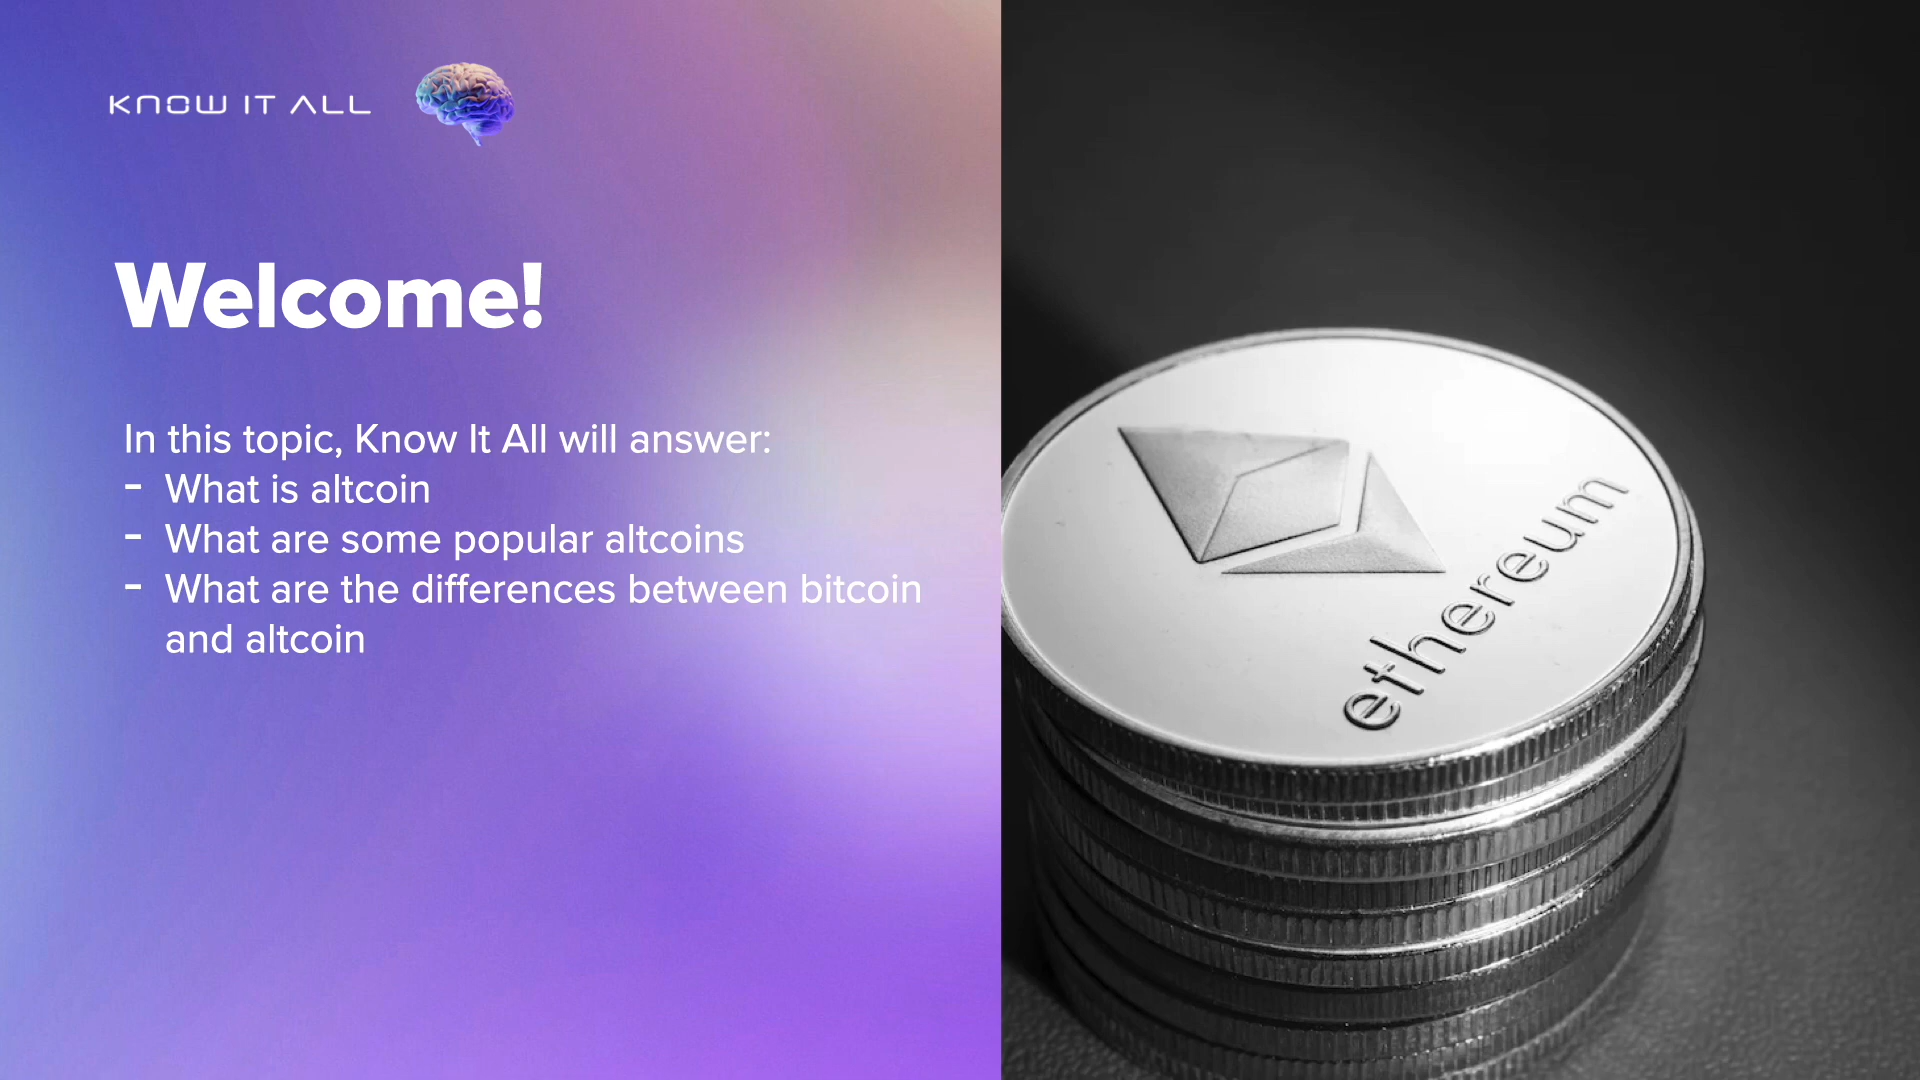 KNOW IT ALL
Welcome!
In this topic, Know It All will answer:
- What is altcoin
- What are some popular altcoins
- What are the differences between bitcoin
and altcoin
ethereum